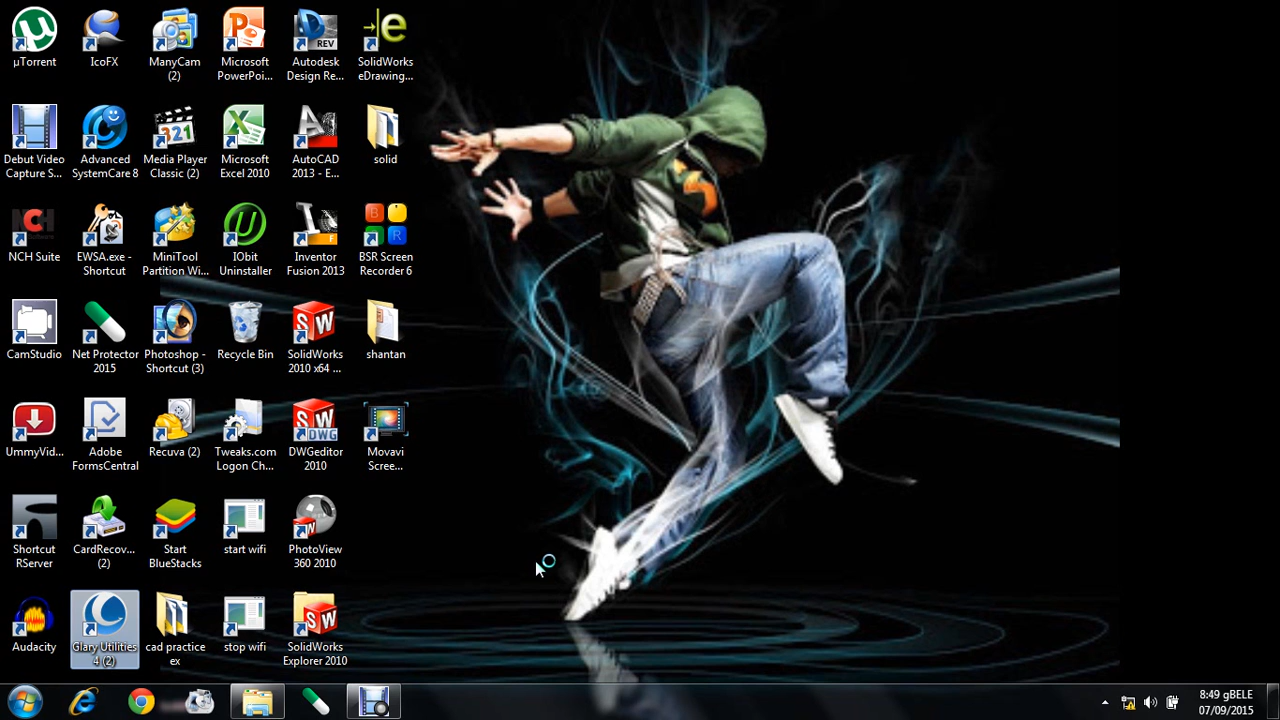 µTorrent
IcoFX
ManyCam
(2)
Microsoft
PowerPoi...
Autodesk
Design Re...
SolidWorks
eDrawing...
Debut Video
Capture S...
Advanced
SystemCare 8
Media Player
Classic (2)
Microsoft
Excel 2010
AutoCAD
2013 - E...
solid
NCH Suite
EWSA.exe -
Shortcut
MiniTool
Partition Wi...
IObit
Uninstaller
Inventor
Fusion 2013
BSR Screen
Recorder 6
CamStudio
Net Protector
2015
Photoshop -
Shortcut (3)
Recycle Bin
SolidWorks
2010 x64 ...
shantan
UmmyVid...
Adobe
FormsCentral
Recuva (2)
Tweaks.com
Logon Ch...
DWGeditor
2010
Movavi
Scree...
Shortcut
RServer
CardRecov...
(2)
Start
BlueStacks
start wifi
PhotoView
360 2010
Audacity
Glary Utilities
4 (2)
cad practice
ex
stop wifi
SolidWorks
Explorer 2010
8:49 gBELE
07/09/2015